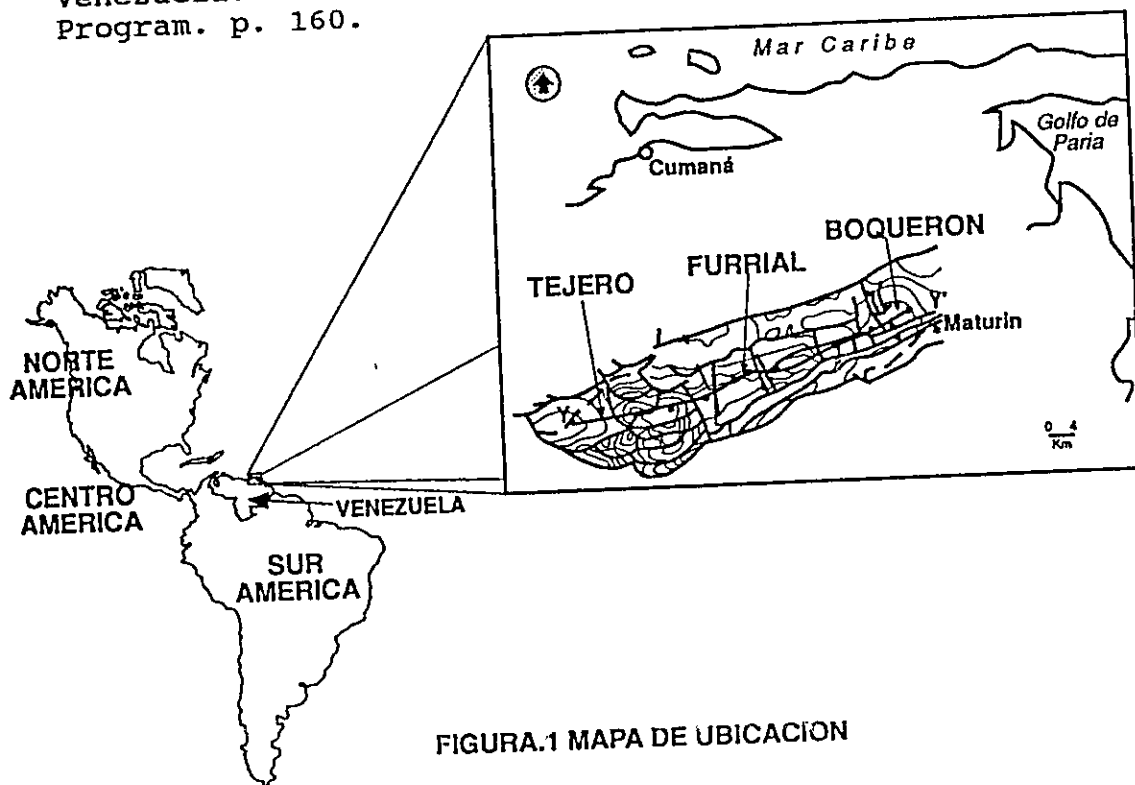 Program. p. 160.
Mar Caribe
Golfo de
Paria
Cumaná
BOQUERON
FURRIAL
TEJERO
Y'
Maturin
Y
0 4
Km
NORTE
AMERICA
CENTRO
AMERICA
VENEZUELA
SUR
AMERICA
FIGURA.1 MAPA DE UBICACION